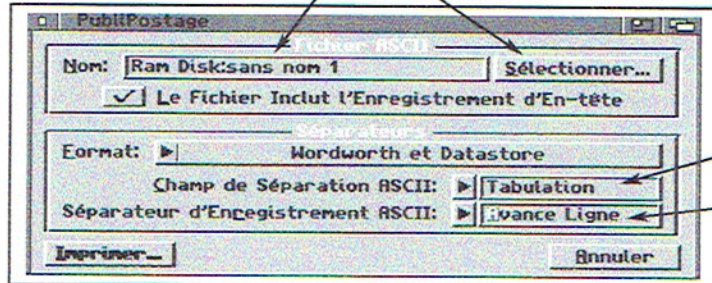 PubliPostage
Fichier ASCII
Nom: Ram Disk:sans nom 1 Sélectionner...
Le Fichier Inclut l'Enregistrement d'En-tête
Séparateurs
Format: Wordworth et Datastore
Champ de Séparation ASCII: Tabulation
Séparateur d'Enregistrement ASCII: vance Ligne
Imprimer... Annuler